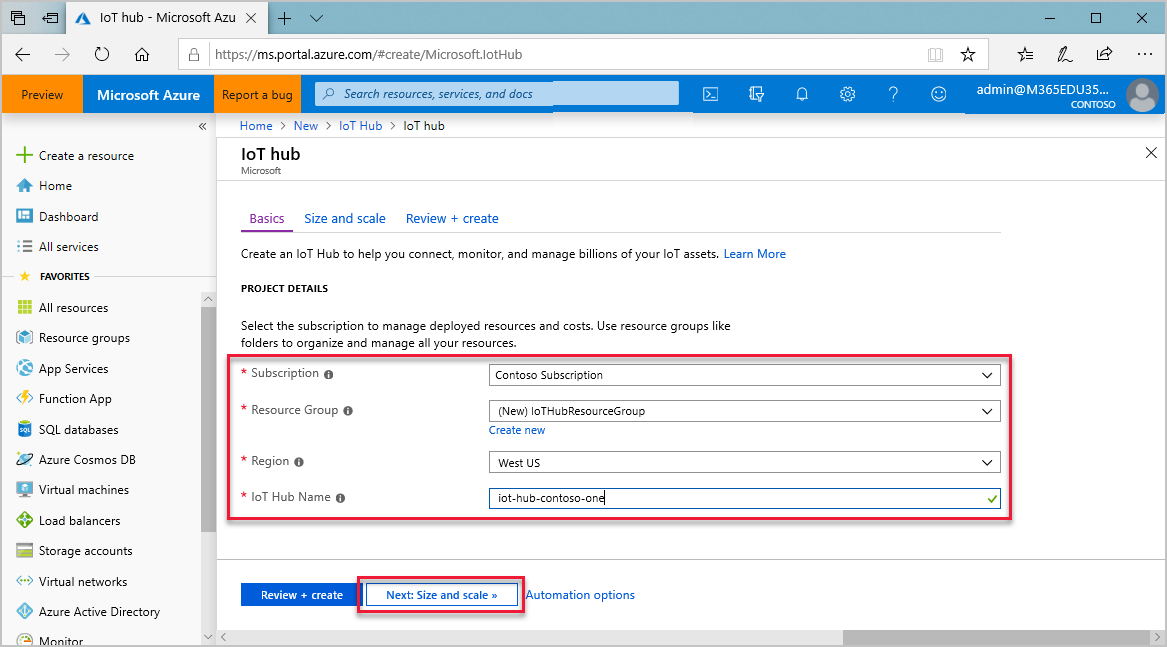 IoT hub - Microsoft Azu
https://ms.portal.azure.com/#create/Microsoft.IotHub
Preview
Microsoft Azure
Report a bug
Search resources, services, and docs
admin@M365EDU35...
CONTOSO
Create a resource
Home
Dashboard
All services
FAVORITES
All resources
Resource groups
App Services
Function App
SQL databases
Azure Cosmos DB
Virtual machines
Load balancers
Storage accounts
Virtual networks
Azure Active Directory
Monitor
Home > New > IoT Hub > IoT hub
IoT hub
Microsoft
Basics Size and scale Review + create
Create an IoT Hub to help you connect, monitor, and manage billions of your IoT assets. Learn More
PROJECT DETAILS
Select the subscription to manage deployed resources and costs. Use resource groups like
folders to organize and manage all your resources.
* Subscription Contoso Subscription
* Resource Group (New) IoTHubResourceGroup
Create new
* Region West US
* IoT Hub Name iot-hub-contoso-one
Review + create Next: Size and scale » Automation options